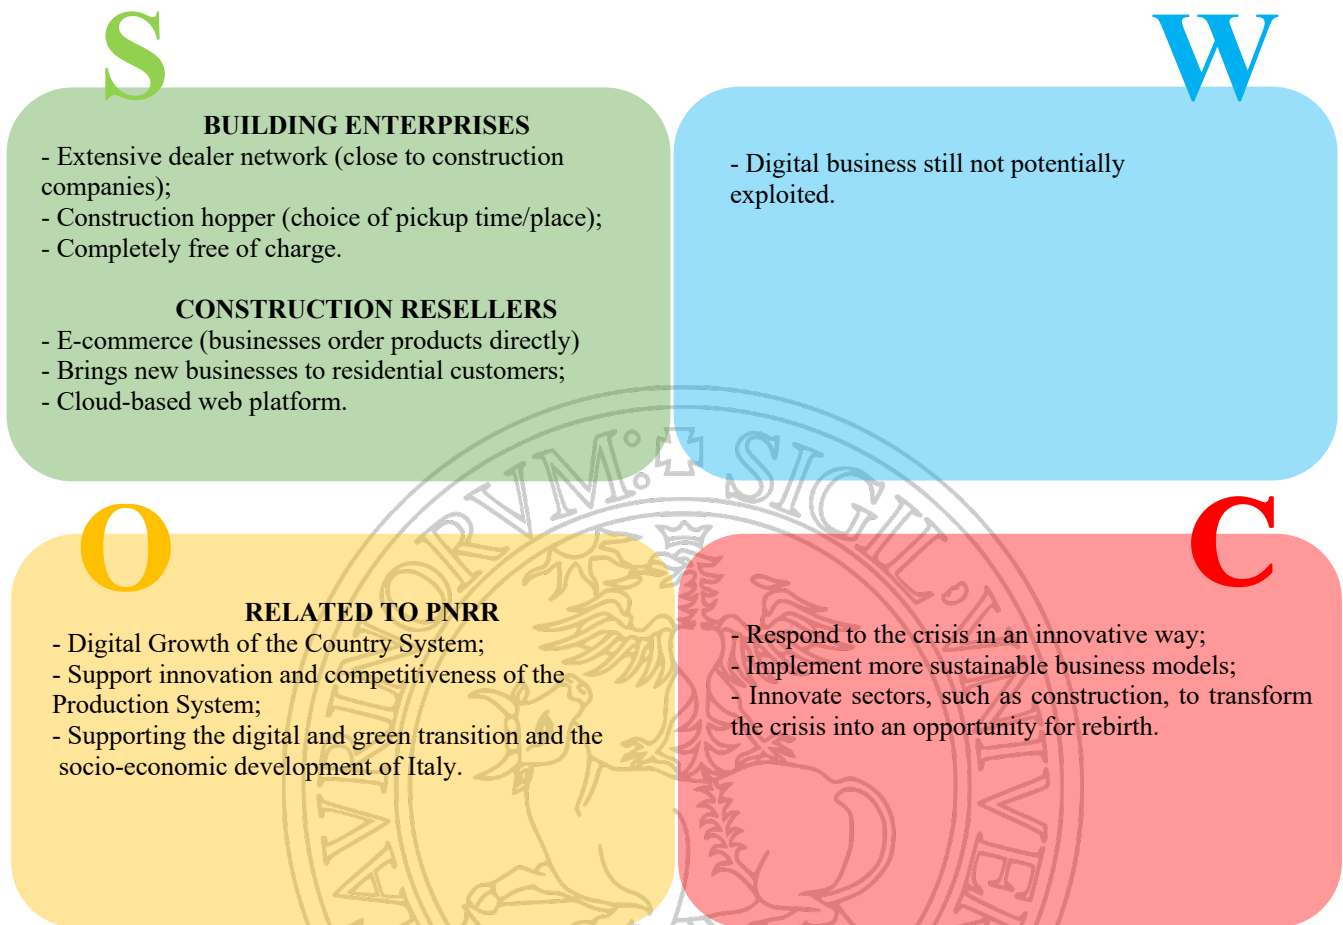 S
BUILDING ENTERPRISES
- Extensive dealer network (close to construction
companies);
- Construction hopper (choice of pickup time/place);
- Completely free of charge.
CONSTRUCTION RESELLERS
- E-commerce (businesses order products directly)
- Brings new businesses to residential customers;
- Cloud-based web platform.
W
- Digital business still not potentially
exploited.
O
RELATED TO PNRR
- Digital Growth of the Country System;
- Support innovation and competitiveness of the
Production System;
- Supporting the digital and green transition and the
socio-economic development of Italy.
C
- Respond to the crisis in an innovative way;
- Implement more sustainable business models;
- Innovate sectors, such as construction, to transform
the crisis into an opportunity for rebirth.